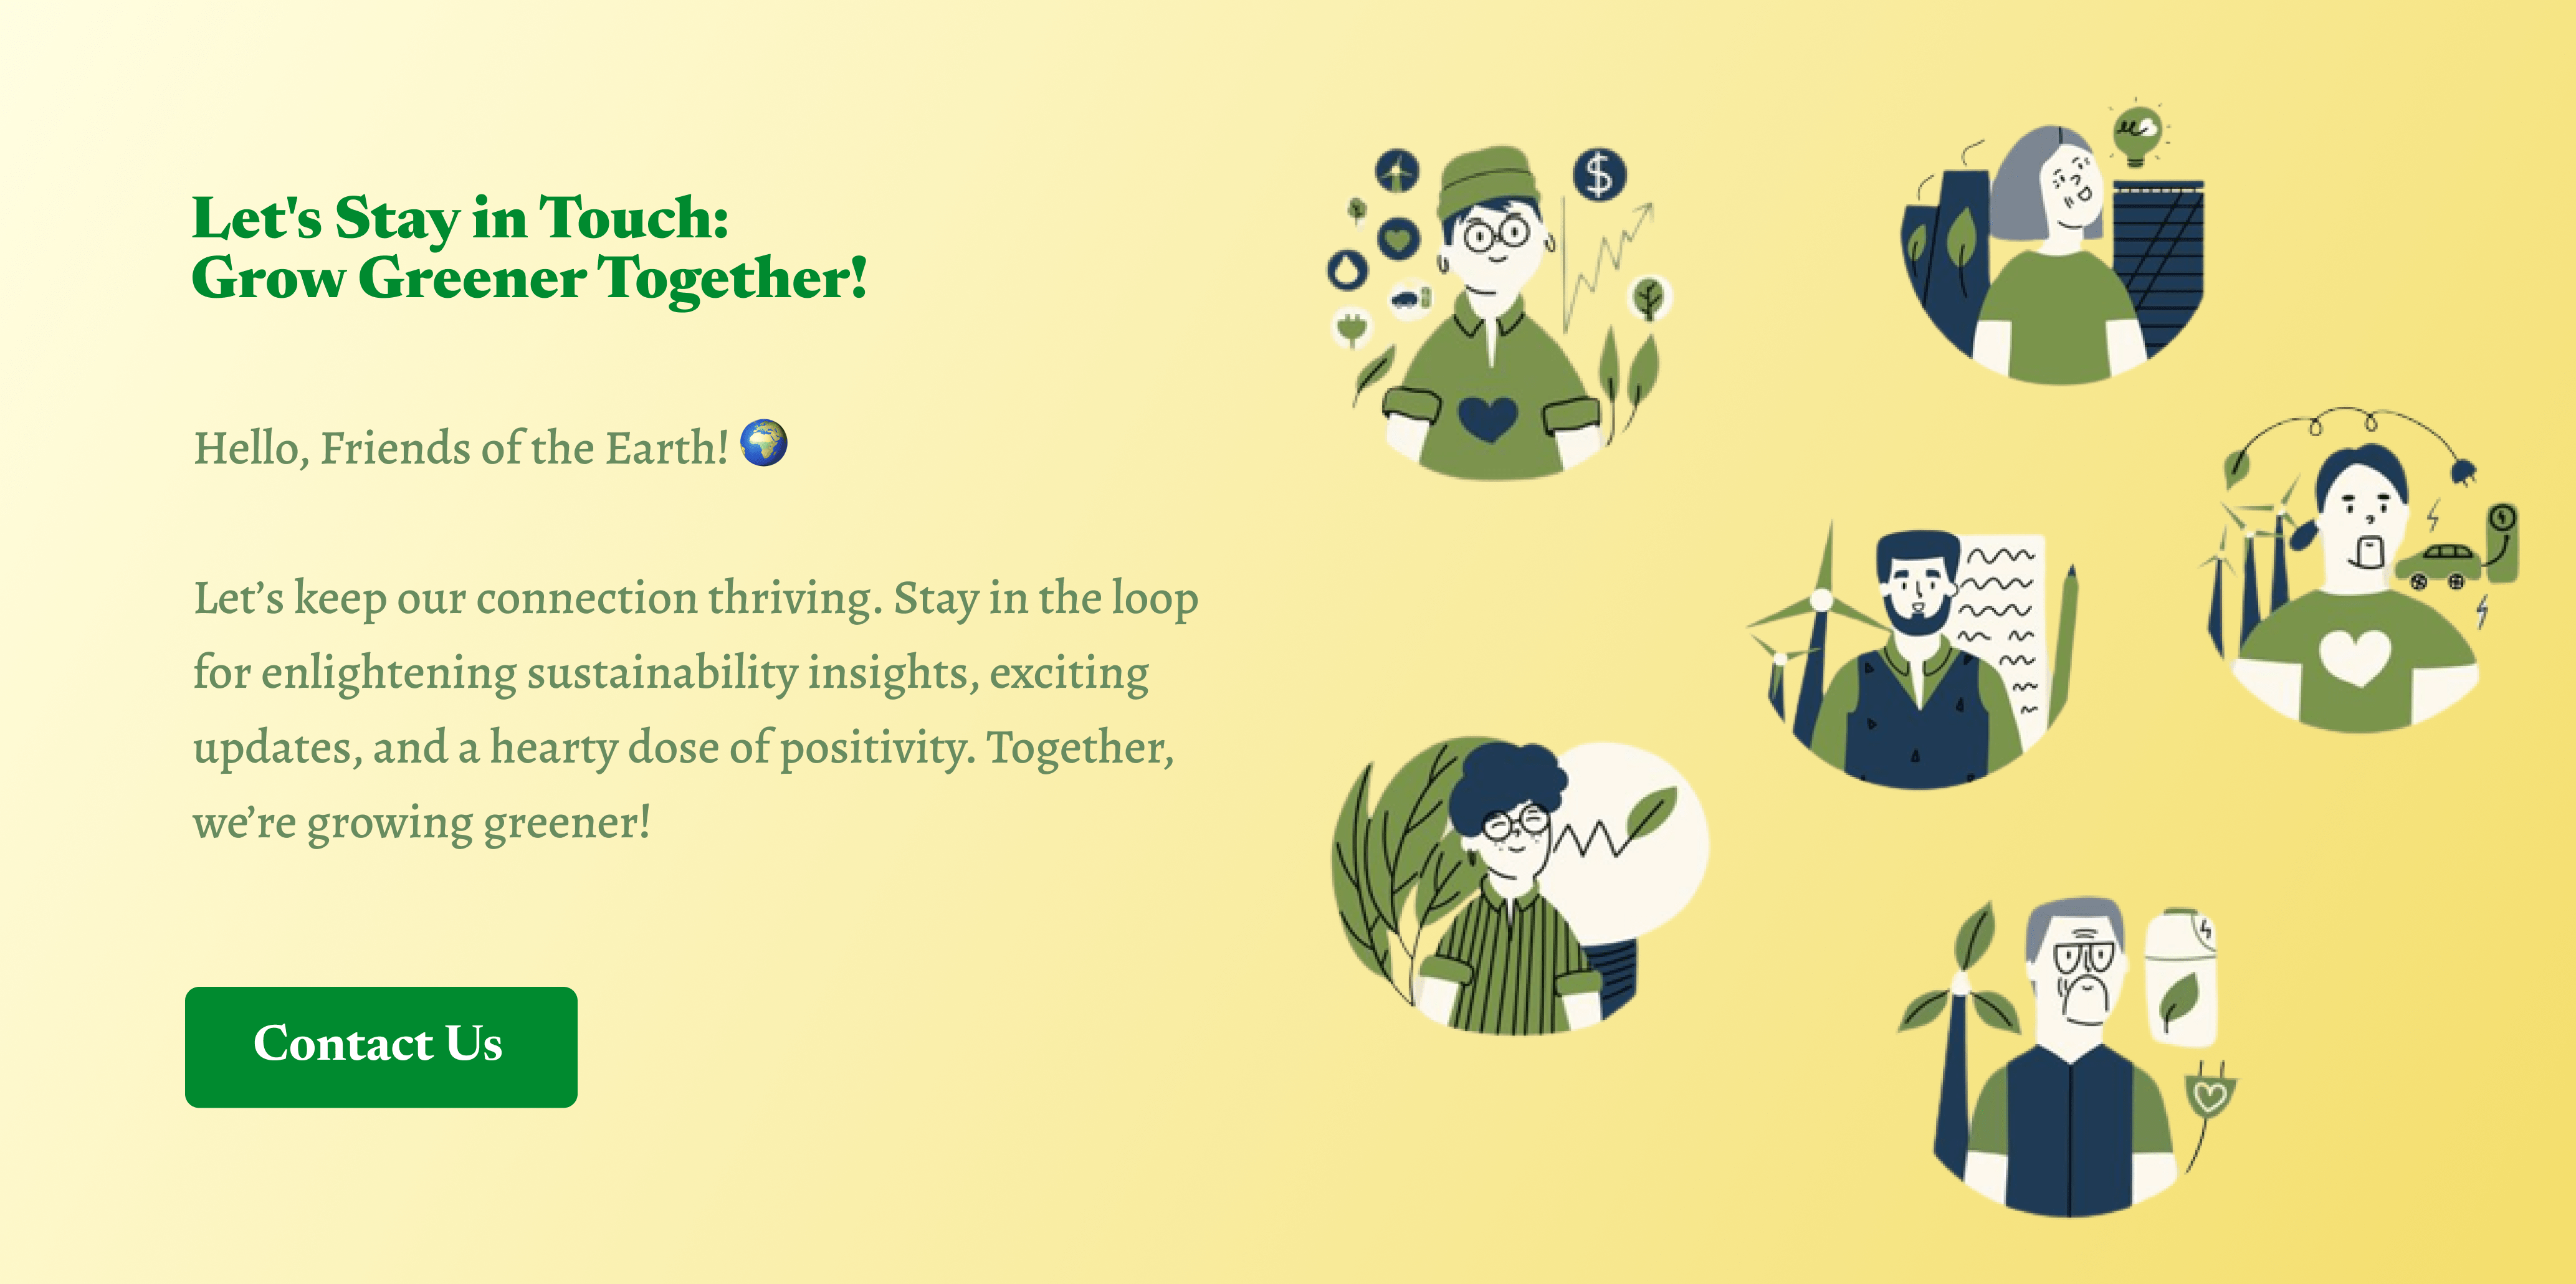 Let's Stay in Touch:
Grow Greener Together!
Hello, Friends of the Earth! 🌍
Let’s keep our connection thriving. Stay in the loop
for enlightening sustainability insights, exciting
updates, and a hearty dose of positivity. Together,
we’re growing greener!
Contact Us
$